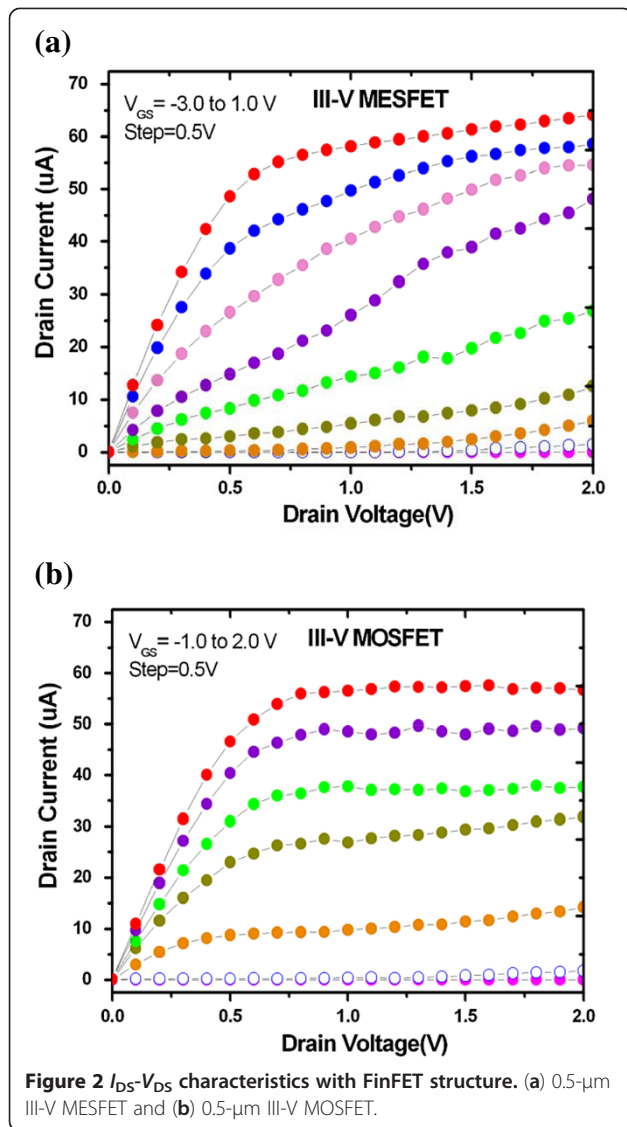 (a)
V_GS = -3.0 to 1.0 V
Step=0.5V
III-V MESFET
70
60
50
40
30
20
10
0
Drain Current (uA)
0.0 0.5 1.0 1.5 2.0
Drain Voltage(V)
(b)
V_GS = -1.0 to 2.0 V
Step=0.5V
III-V MOSFET
70
60
50
40
30
20
10
0
Drain Current (uA)
0.0 0.5 1.0 1.5 2.0
Drain Voltage(V)
Figure 2 I_DS-V_DS characteristics with FinFET structure. (a) 0.5-μm
III-V MESFET and (b) 0.5-μm III-V MOSFET.